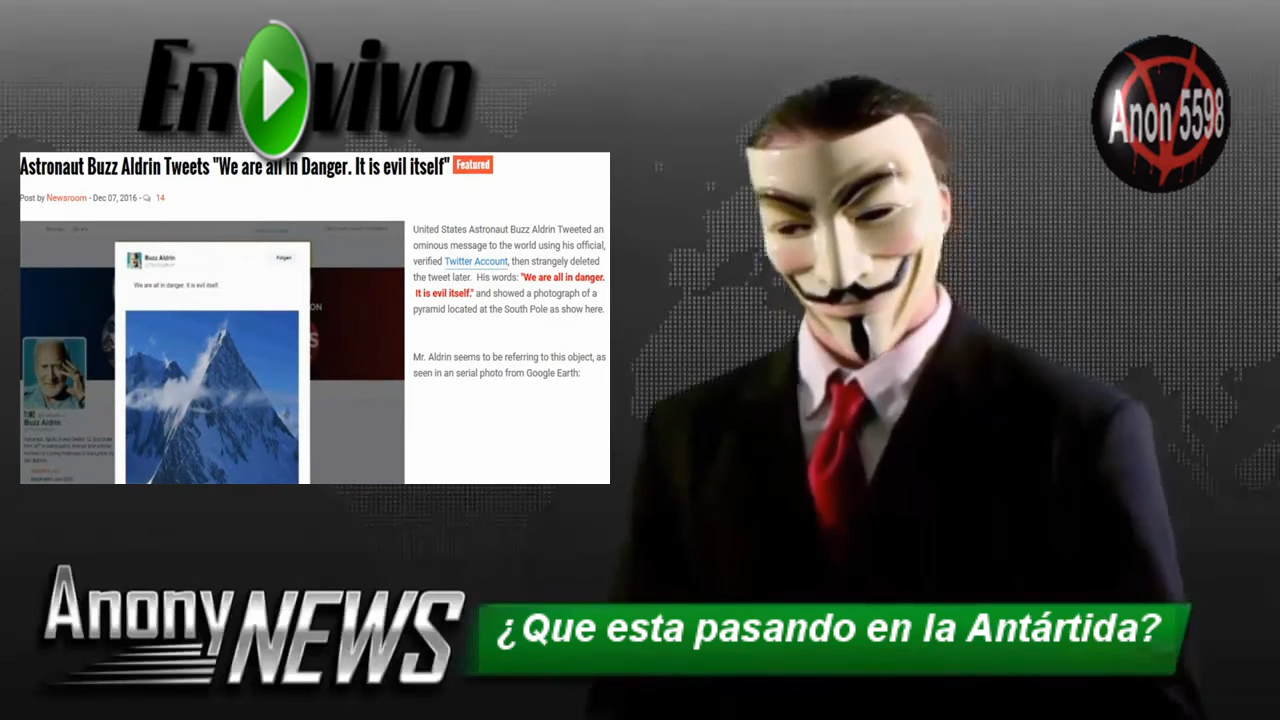 En vivo
Anon 5598
Astronaut Buzz Aldrin Tweets "We are all in Danger. It is evil itself" Featured
Post by Newsroom - Dec 07, 2016 - 14
United States Astronaut Buzz Aldrin Tweeted an
ominous message to the world using his official,
verified Twitter Account, then strangely deleted
the tweet later. His words: "We are all in danger.
It is evil itself." and showed a photograph of a
pyramid located at the South Pole as show here.
Mr. Aldrin seems to be referring to this object, as
seen in an serial photo from Google Earth:
Buzz Aldrin
Folgen
We are all in danger. It is evil itself.
Buzz Aldrin
AnonyNEWS
¿Que esta pasando en la Antártida?